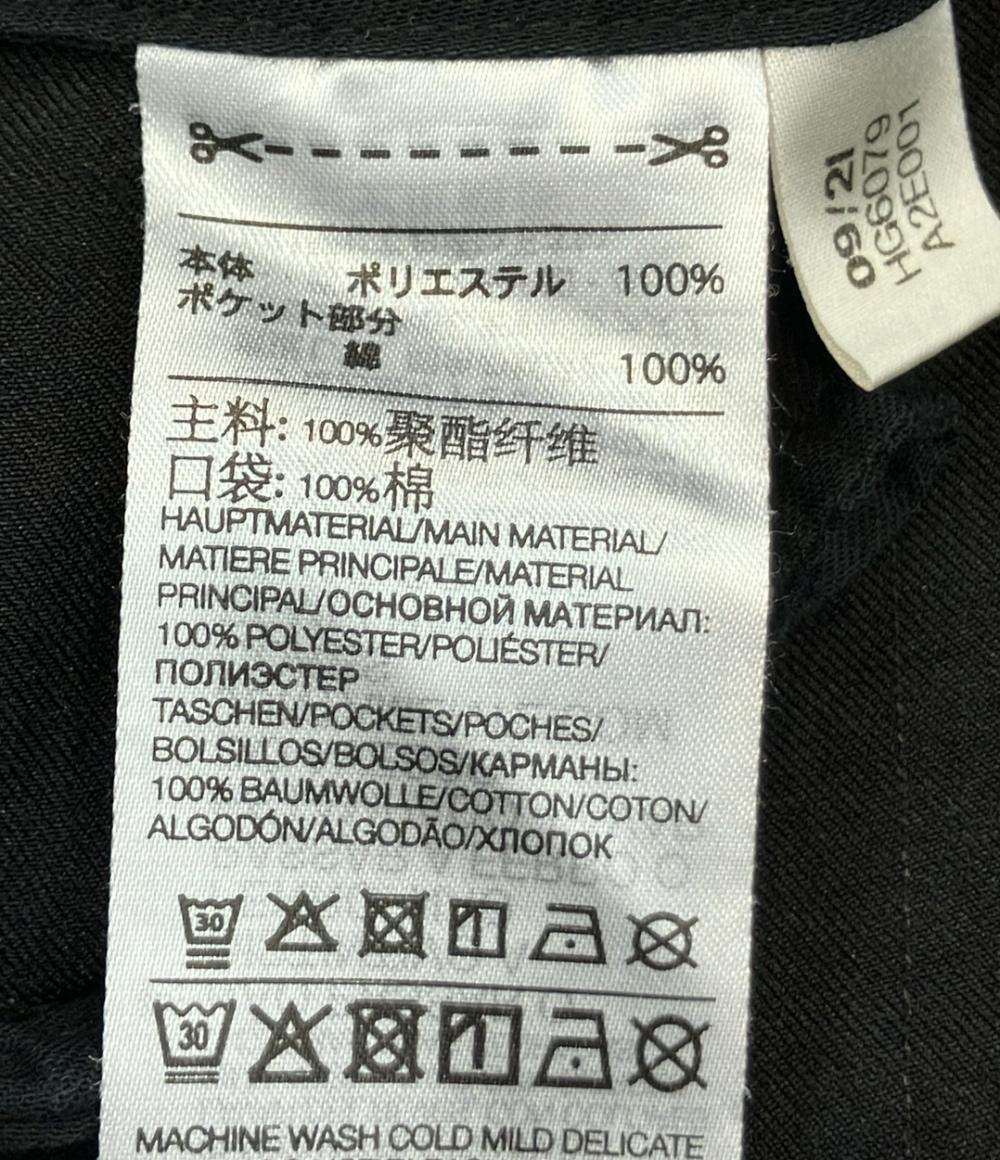 本体 ポリエステル 100%
ポケット部分
綿 100%
主料: 100%聚酯纤维
口袋: 100%棉
HAUPTMATERIAL/MAIN MATERIAL/
MATIERE PRINCIPALE/MATERIAL
PRINCIPAL/ОСНОВНОЙ МАТЕРИАЛ:
100% POLYESTER/POLIÉSTER/
ПОЛИЭСТЕР
TASCHEN/POCKETS/POCHES/
BOLSILLOS/BOLSOS/КАРМАНЫ:
100% BAUMWOLLE/COTTON/COTON/
ALGODÓN/ALGODÃO/ХЛОПОК
30
30
MACHINE WASH COLD MILD DELICATE
09/21
HG6079
A2E001